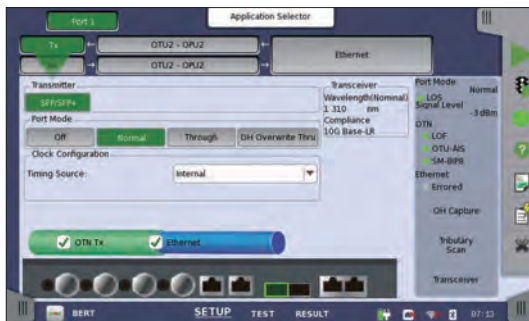 Port 1
Application Selector
Tx
OTU2 - OPU2
Ethernet
OTU2 - OPU2
Transmitter
SFP/SFP+
Port Mode
Off
Normal
Through
OH Overwrite Thru
Clock Configuration
Timing Source:
Internal
Transceiver
Wavelength(Nominal)
1 310 nm
Compliance
10G Base-LR
Port Mode
Normal
LOS
Signal Level
-3 dBm
OTN
LOF
OTU-AIS
SM-BIP8
Ethernet
Errored
OH Capture
Tributary
Scan
Transceiver
OTN Tx
Ethernet
BERT
SETUP
TEST
RESULT
07:13